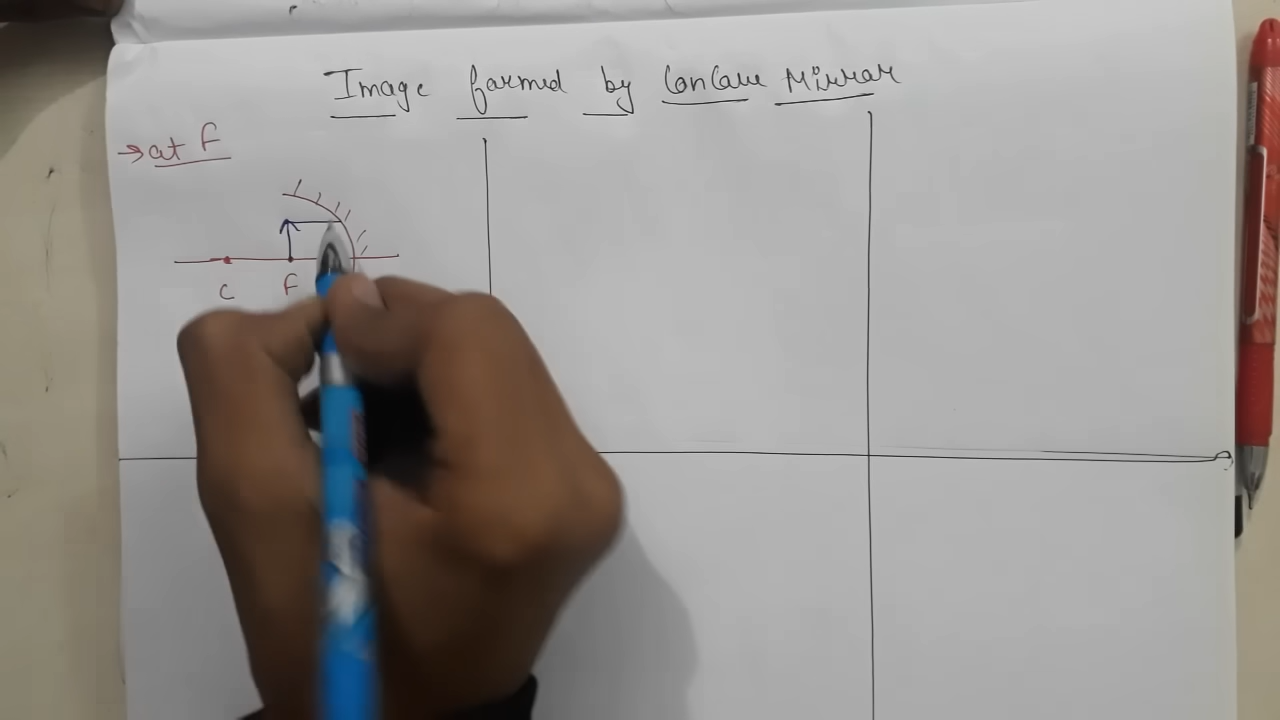 Image formed by Concave Mirror
→ at F
C F